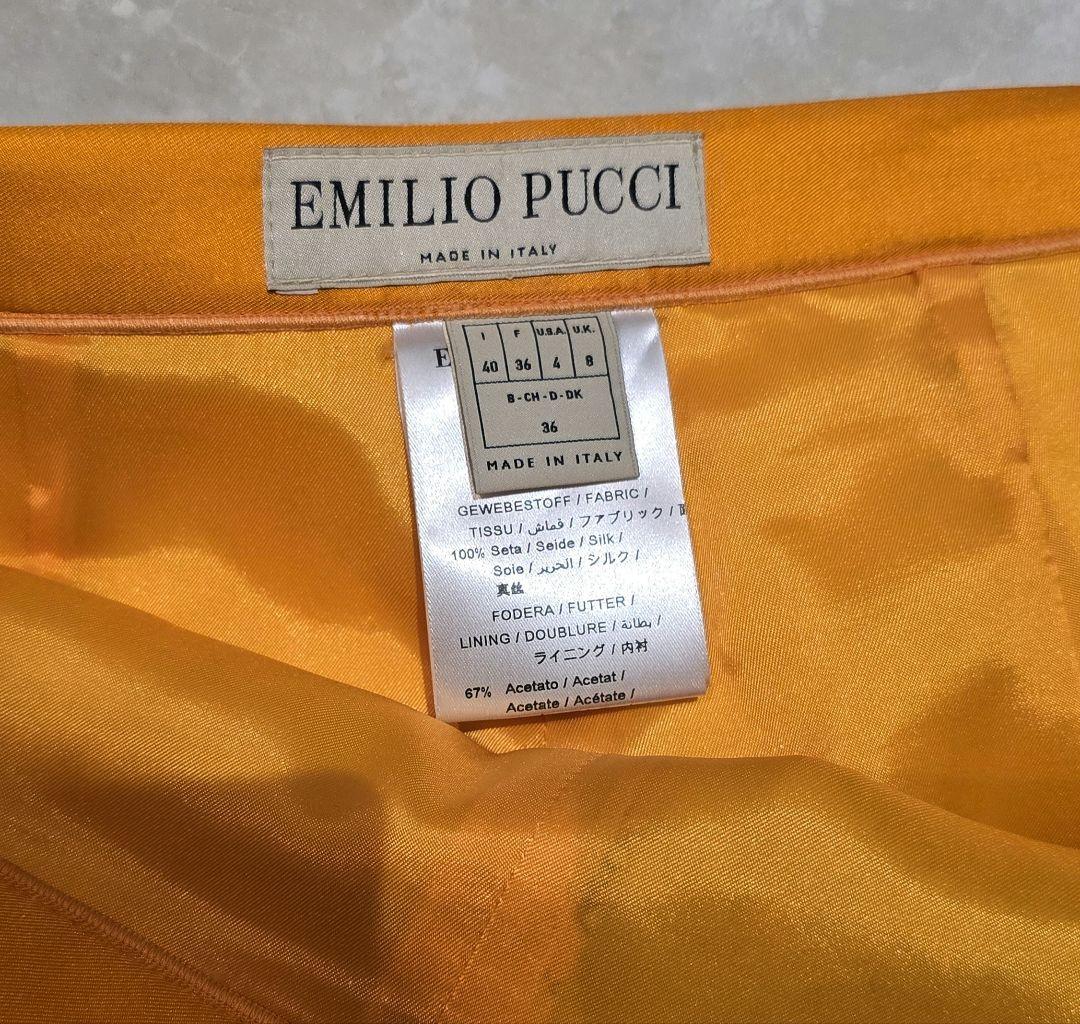 EMILIO PUCCI
MADE IN ITALY
I F U.S.A. U.K.
40 36 4 8
B-CH-D-DK
36
MADE IN ITALY
GEWEBESTOFF / FABRIC /
TISSU / قماش / ファブリック /
100% Seta / Seide / Silk /
Soie / الحرير / シルク /
真丝
FODERA / FUTTER /
LINING / DOUBLURE / بطانة /
ライニング / 内衬
67% Acetato / Acetat /
Acetate / Acétate /